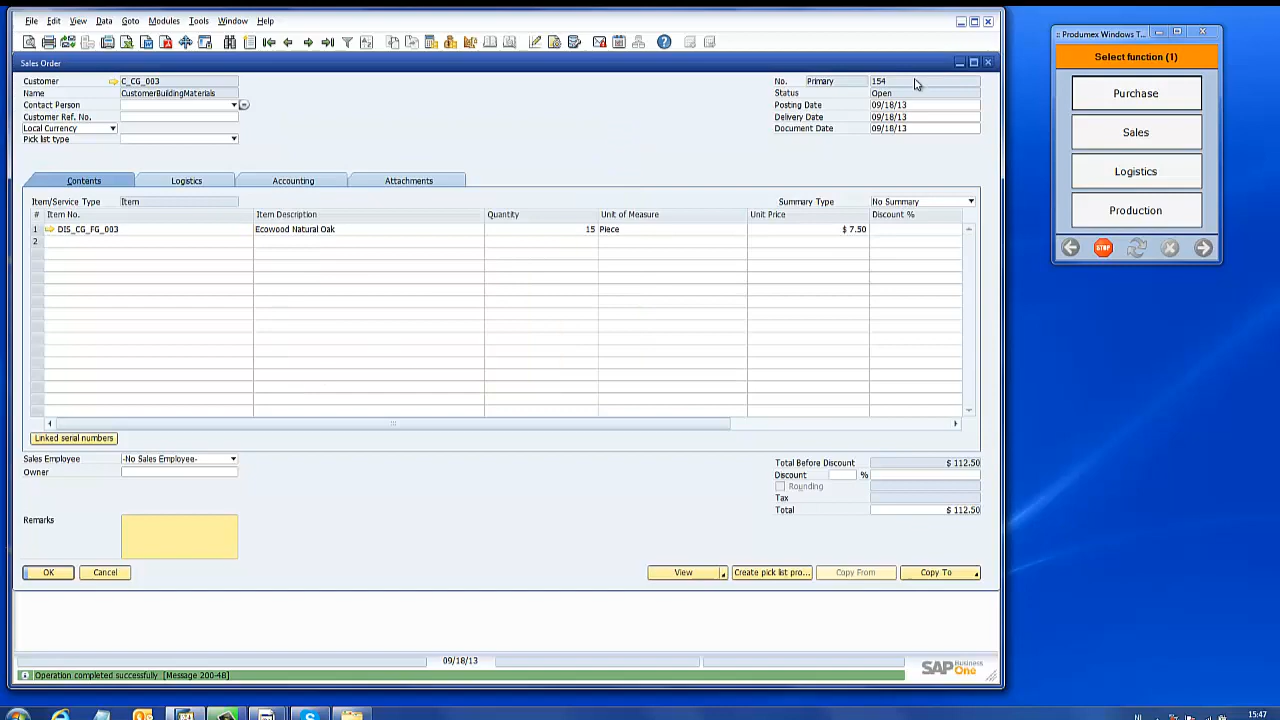 File Edit View Data Goto Modules Tools Window Help
Sales Order
Customer C_CG_003
Name CustomerBuildingMaterials
Contact Person
Customer Ref. No.
Local Currency
Pick list type
No. Primary 154
Status Open
Posting Date 09/18/13
Delivery Date 09/18/13
Document Date 09/18/13
Contents Logistics Accounting Attachments
Item/Service Type Item Summary Type No Summary
# Item No. Item Description Quantity Unit of Measure Unit Price Discount %
1 DIS_CG_FG_003 Ecowood Natural Oak 15 Piece $ 7.50
2
Linked serial numbers
Sales Employee -No Sales Employee-
Owner
Remarks
Total Before Discount $ 112.50
Discount %
Rounding
Tax
Total $ 112.50
OK Cancel View Create pick list pro... Copy From Copy To
09/18/13
SAP Business One
Operation completed successfully [Message 200-48]
:: Produmex Windows T...
Select function (1)
Purchase
Sales
Logistics
Production
STOP
NL 15:47